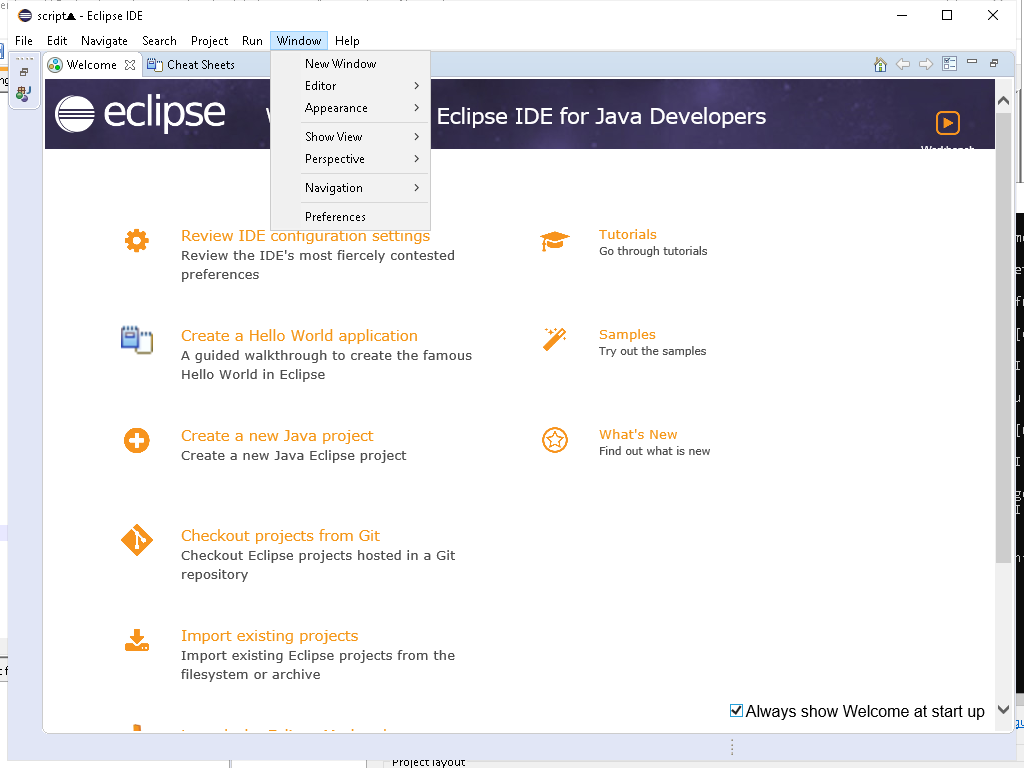 script▲ - Eclipse IDE
File Edit Navigate Search Project Run Window Help
Welcome Cheat Sheets
New Window
Editor
Appearance
Show View
Perspective
Navigation
Preferences
eclipse
Eclipse IDE for Java Developers
Review IDE configuration settings
Review the IDE's most fiercely contested
preferences
Tutorials
Go through tutorials
Create a Hello World application
A guided walkthrough to create the famous
Hello World in Eclipse
Samples
Try out the samples
Create a new Java project
Create a new Java Eclipse project
What's New
Find out what is new
Checkout projects from Git
Checkout Eclipse projects hosted in a Git
repository
Import existing projects
Import existing Eclipse projects from the
filesystem or archive
Always show Welcome at start up
Project layout